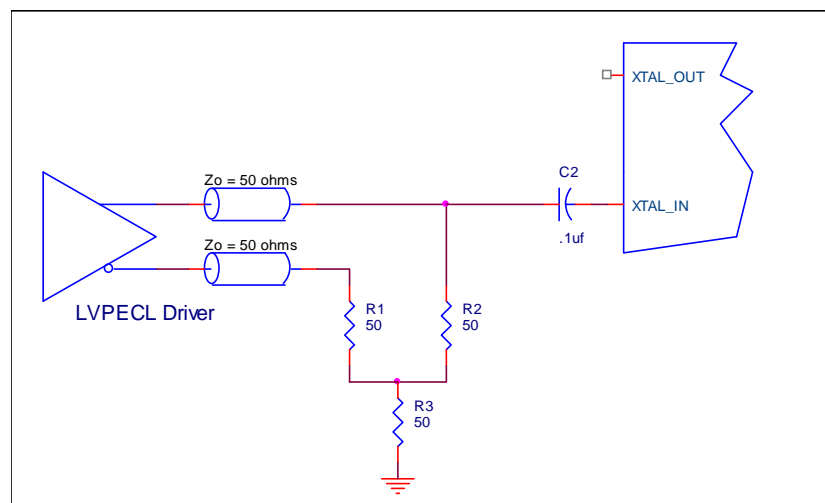 XTAL_OUT
C2
Zo = 50 ohms
XTAL_IN
.1uf
Zo = 50 ohms
LVPECL Driver
R1
50
R2
50
R3
50